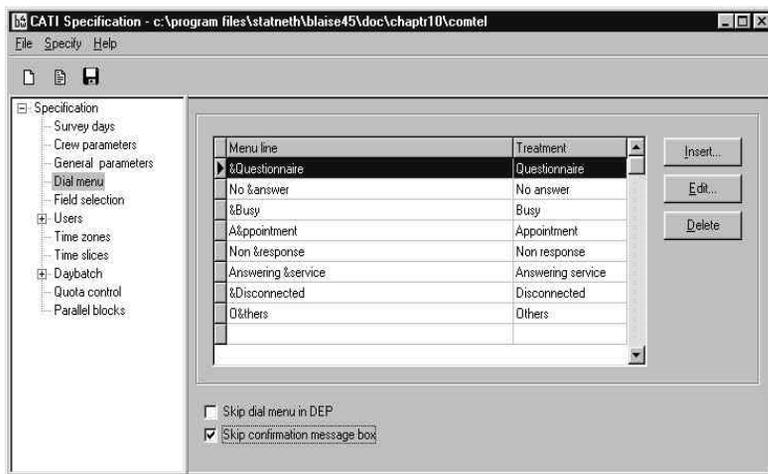 CATI Specification - c:\program files\statneth\blaise45\doc\chaptr10\comtel
File Specify Help
Specification
Survey days
Crew parameters
General parameters
Dial menu
Field selection
Users
Time zones
Time slices
Daybatch
Quota control
Parallel blocks
Menu line Treatment
&Questionnaire Questionnaire
No &answer No answer
&Busy Busy
A&ppointment Appointment
Non &response Non response
Answering &service Answering service
&Disconnected Disconnected
O&thers Others
Insert...
Edit...
Delete
Skip dial menu in DEP
Skip confirmation message box